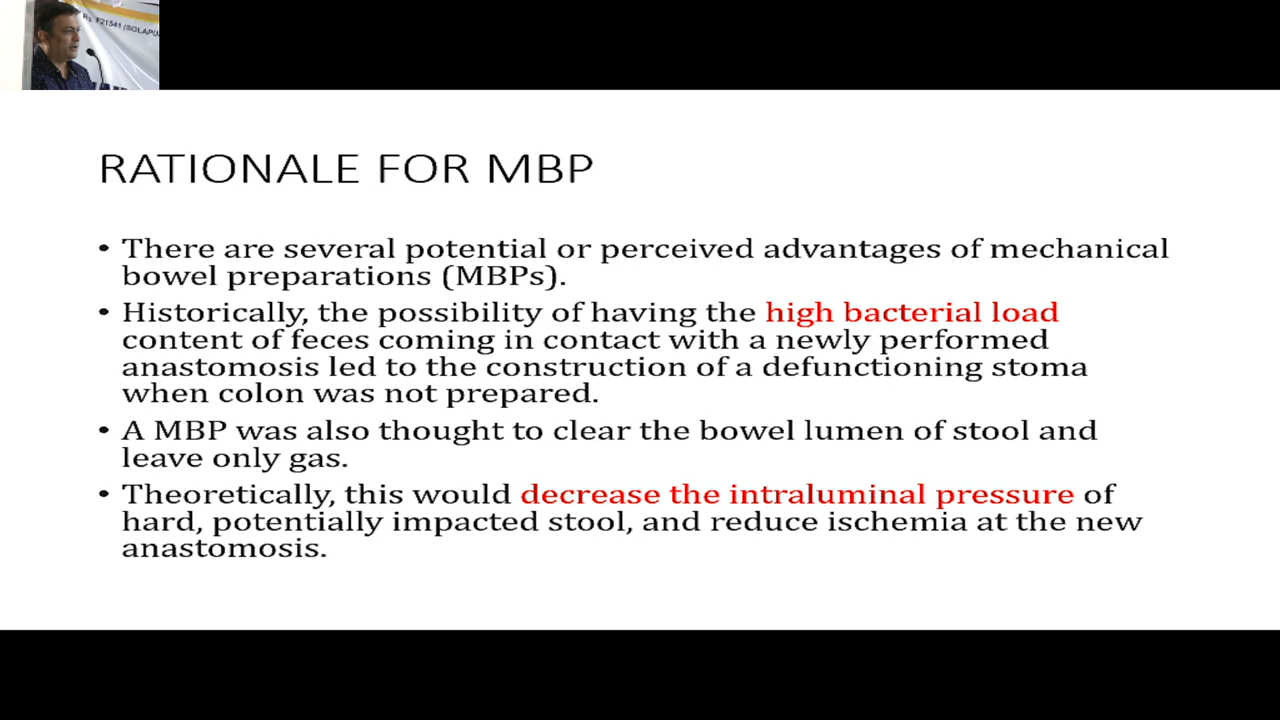 Rs. F21541 (SOLAPUR
RATIONALE FOR MBP
• There are several potential or perceived advantages of mechanical
bowel preparations (MBPs).
• Historically, the possibility of having the high bacterial load
content of feces coming in contact with a newly performed
anastomosis led to the construction of a defunctioning stoma
when colon was not prepared.
• A MBP was also thought to clear the bowel lumen of stool and
leave only gas.
• Theoretically, this would decrease the intraluminal pressure of
hard, potentially impacted stool, and reduce ischemia at the new
anastomosis.